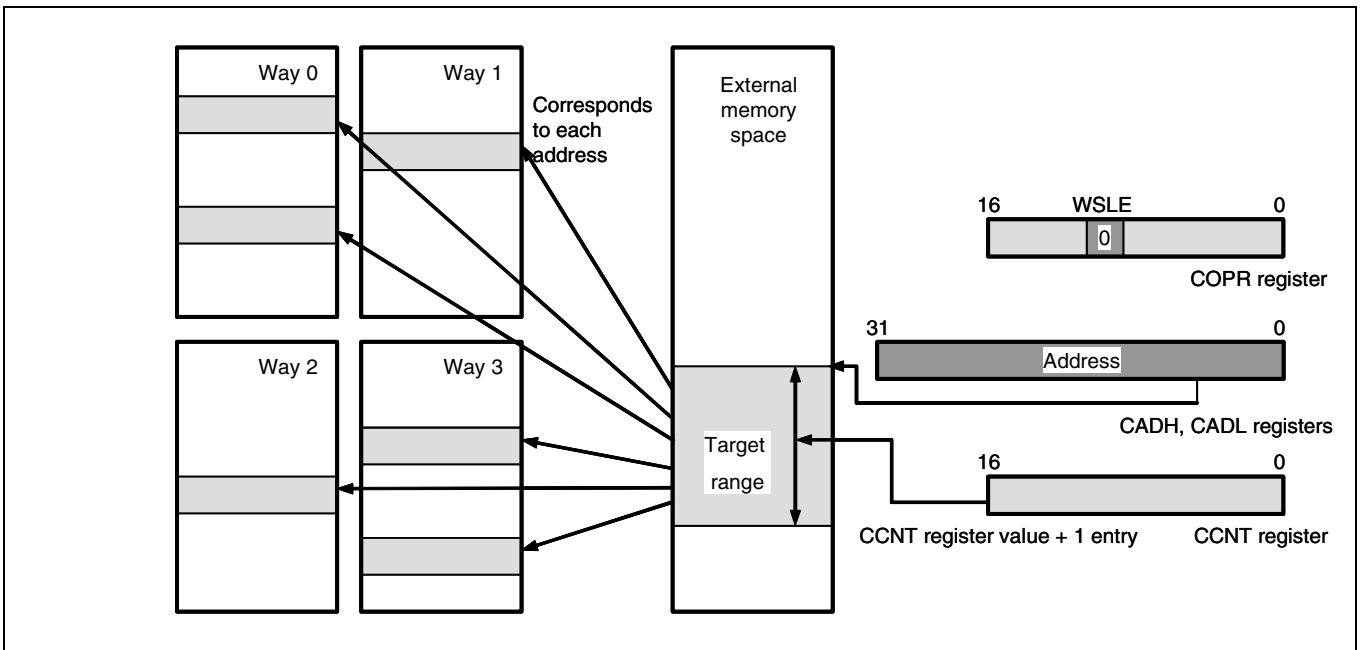 Way 0
Way 1
Corresponds
to each
address
External
memory
space
16 WSLE 0
0
COPR register
31 0
Address
CADH, CADL registers
Way 2
Way 3
Target
range
16 0
CCNT register value + 1 entry
CCNT register